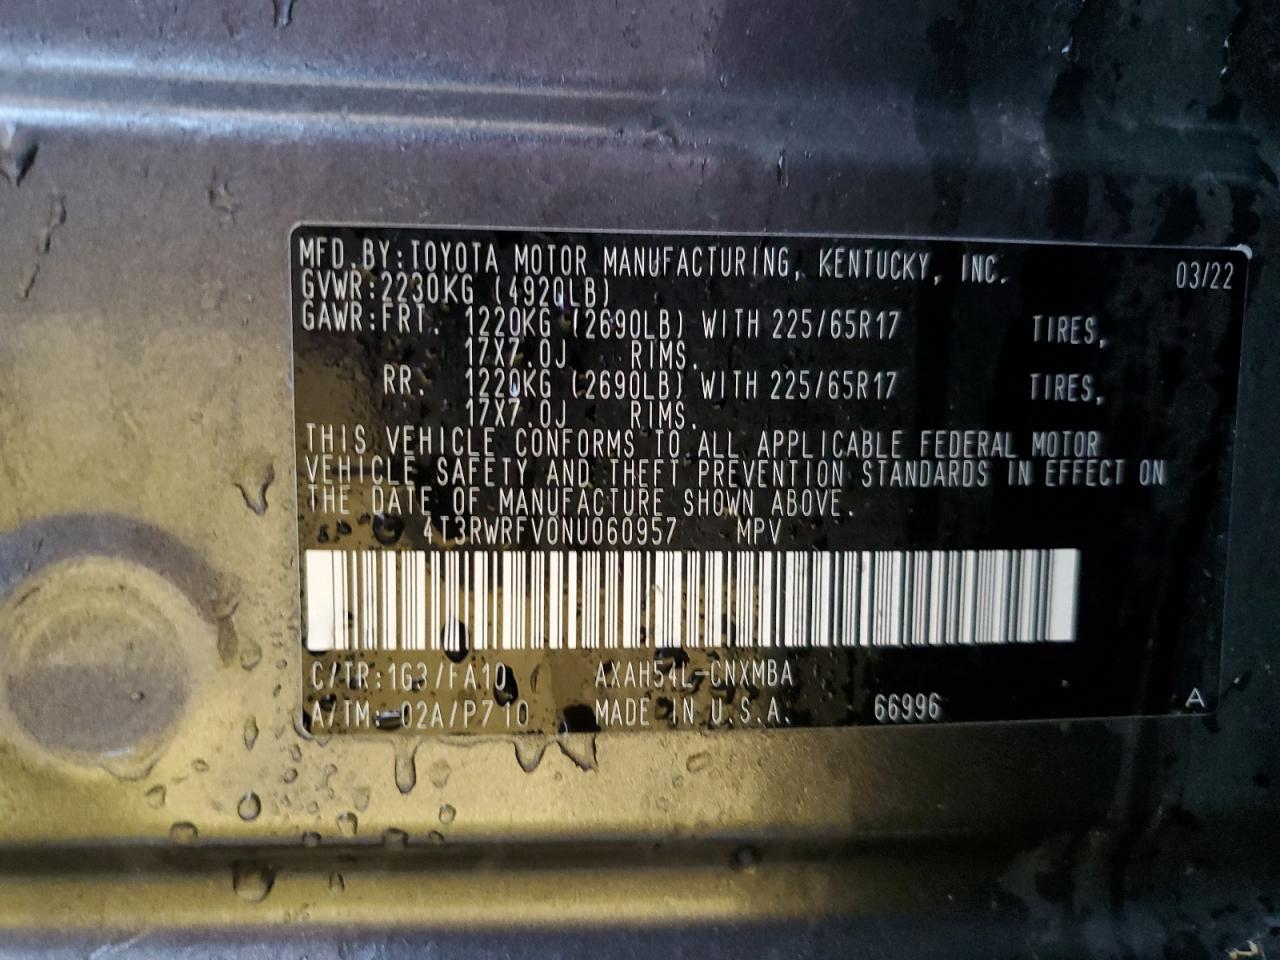 MFD.BY:TOYOTA MOTOR MANUFACTURING, KENTUCKY, INC. 03/22
GVWR:2230KG (4920LB)
GAWR:FRT. 1220KG (2690LB) WITH 225/65R17 TIRES,
17X7.0J RIMS.
RR. 1220KG (2690LB) WITH 225/65R17 TIRES,
17X7.0J RIMS.
THIS VEHICLE CONFORMS TO ALL APPLICABLE FEDERAL MOTOR
VEHICLE SAFETY AND THEFT PREVENTION STANDARDS IN EFFECT ON
THE DATE OF MANUFACTURE SHOWN ABOVE.
4T3RWRFV0NU060957 MPV
C/TR:1G3/FA10 AXAH54L-CNXMBA
A/TM:-02A/P710 MADE IN U.S.A. 66996 A